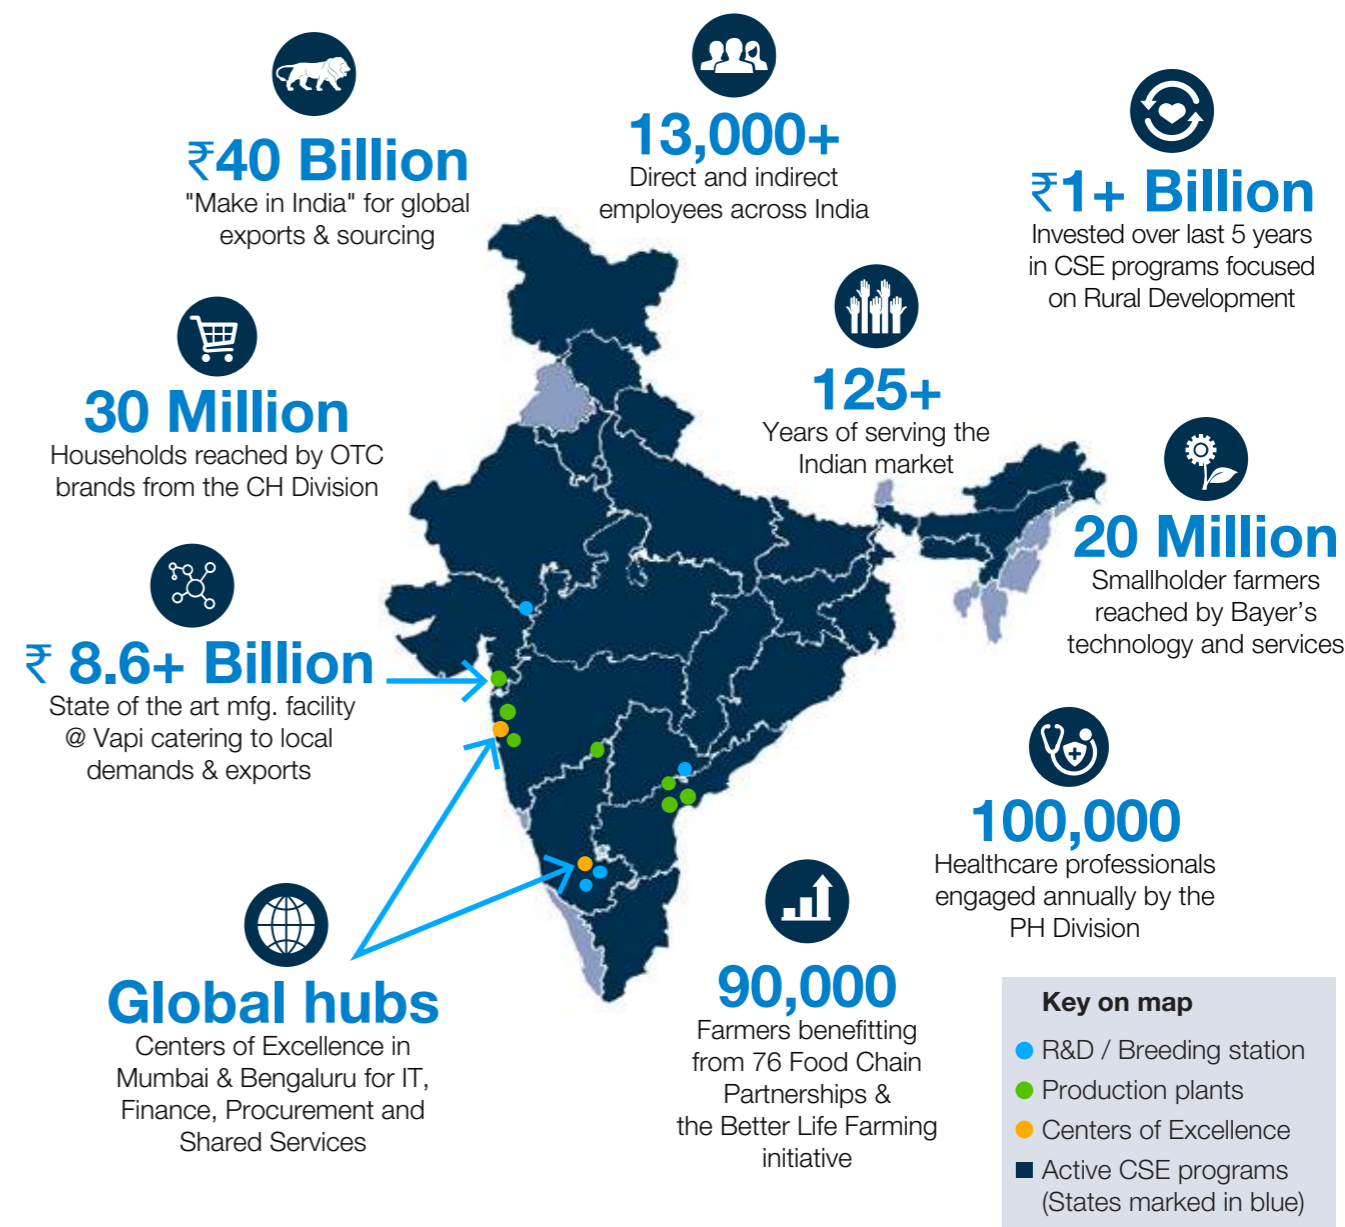 ₹40 Billion
"Make in India" for global
exports & sourcing
13,000+
Direct and indirect
employees across India
₹1+ Billion
Invested over last 5 years
in CSE programs focused
on Rural Development
30 Million
Households reached by OTC
brands from the CH Division
125+
Years of serving the
Indian market
20 Million
Smallholder farmers
reached by Bayer’s
technology and services
₹ 8.6+ Billion
State of the art mfg. facility
@ Vapi catering to local
demands & exports
100,000
Healthcare professionals
engaged annually by the
PH Division
Global hubs
Centers of Excellence in
Mumbai & Bengaluru for IT,
Finance, Procurement and
Shared Services
90,000
Farmers benefitting
from 76 Food Chain
Partnerships &
the Better Life Farming
initiative
Key on map
R&D / Breeding station
Production plants
Centers of Excellence
Active CSE programs
(States marked in blue)